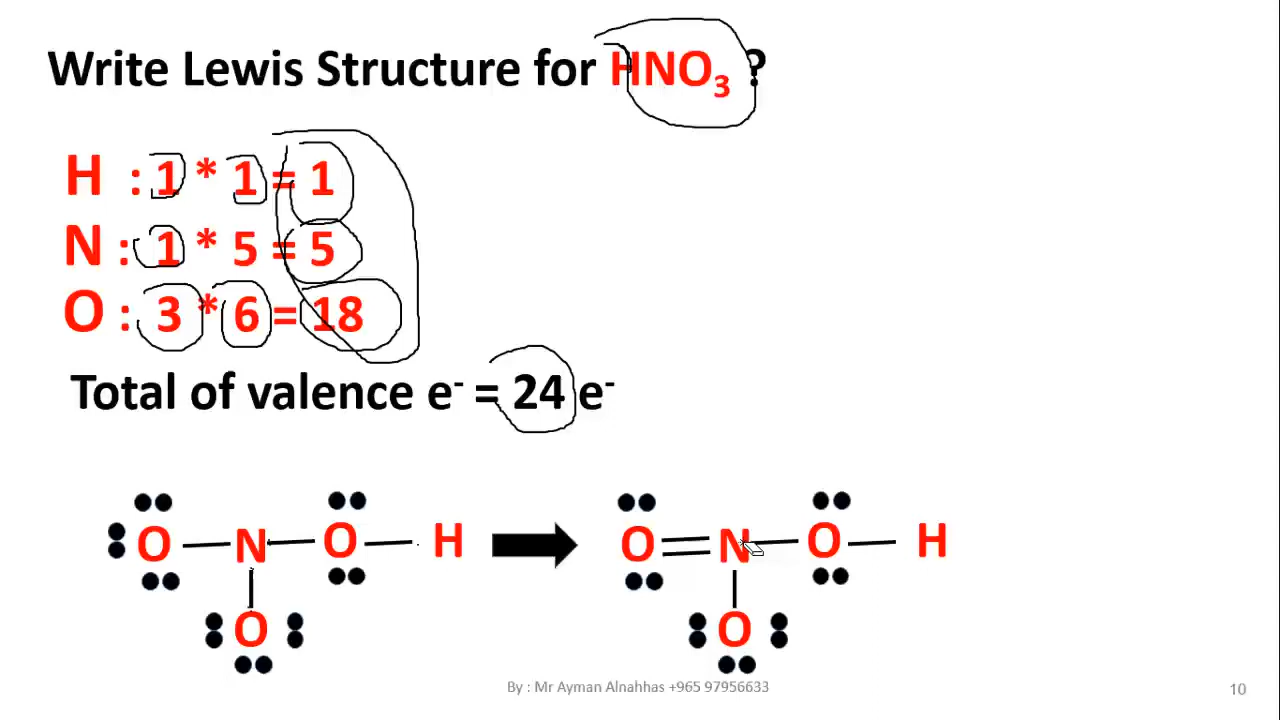 Write Lewis Structure for HNO₃ ?
H : 1 * 1 = 1
N : 1 * 5 = 5
O : 3 * 6 = 18
Total of valence e⁻ = 24 e⁻
O N O H O N O H
O O
By : Mr Ayman Alnahhas +965 97956633
10